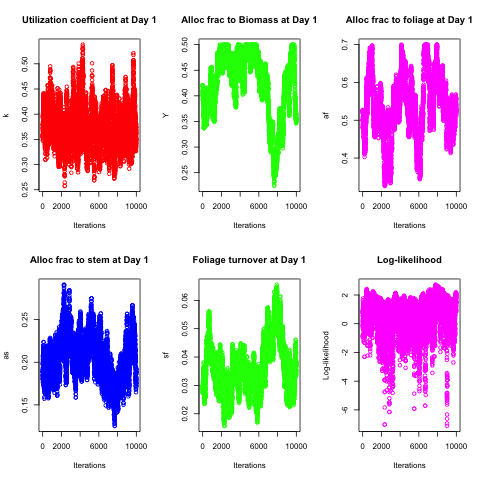 Utilization coefficient at Day 1
k
0.25 0.30 0.35 0.40 0.45 0.50
0 2000 6000 10000
Iterations
Alloc frac to Biomass at Day 1
Y
0.25 0.30 0.35 0.40 0.45 0.50
0 2000 6000 10000
Iterations
Alloc frac to foliage at Day 1
af
0.4 0.5 0.6 0.7
0 2000 6000 10000
Iterations
Alloc frac to stem at Day 1
as
0.15 0.20 0.25
0 2000 6000 10000
Iterations
Foliage turnover at Day 1
sf
0.02 0.03 0.04 0.05 0.06
0 2000 6000 10000
Iterations
Log-likelihood
Log-likelihood
-6 -4 -2 0 2
0 2000 6000 10000
Iterations